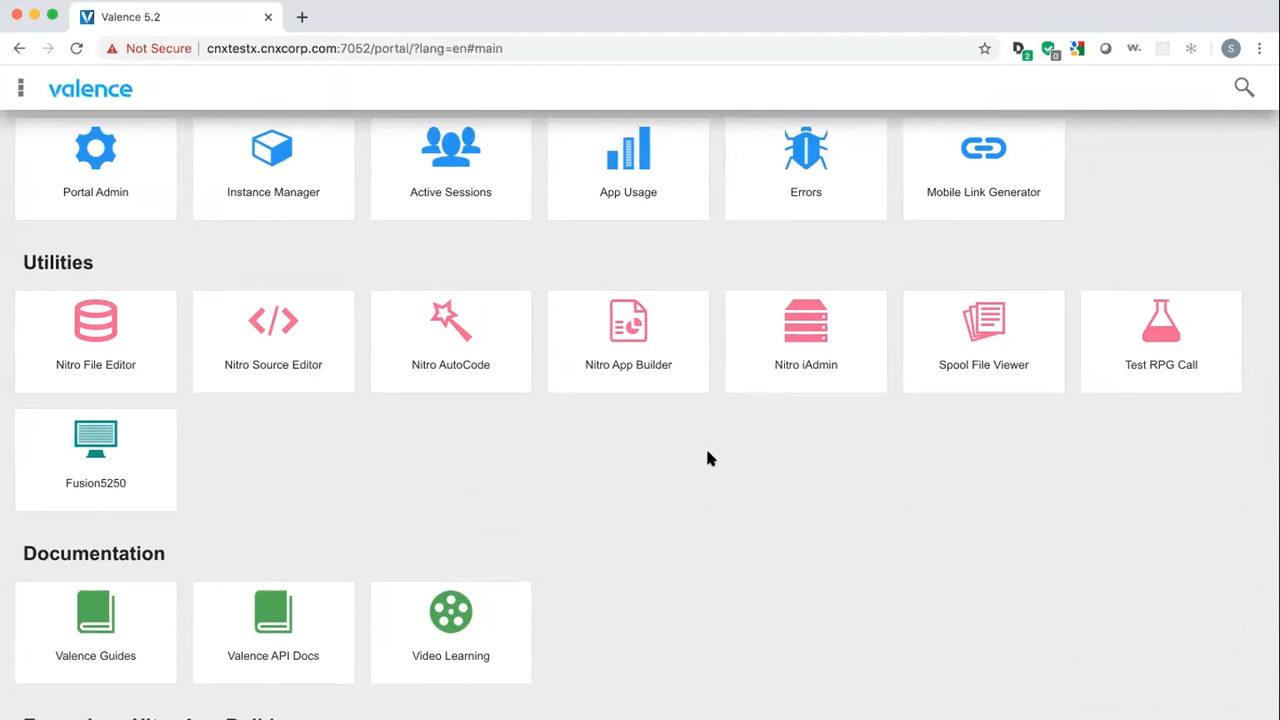 Valence 5.2
Not Secure cnxtestx.cnxcorp.com:7052/portal/?lang=en#main
2 0 W. S
valence
Portal Admin Instance Manager Active Sessions App Usage Errors Mobile Link Generator
Utilities
Nitro File Editor Nitro Source Editor Nitro AutoCode Nitro App Builder Nitro iAdmin Spool File Viewer Test RPG Call
Fusion5250
Documentation
Valence Guides Valence API Docs Video Learning